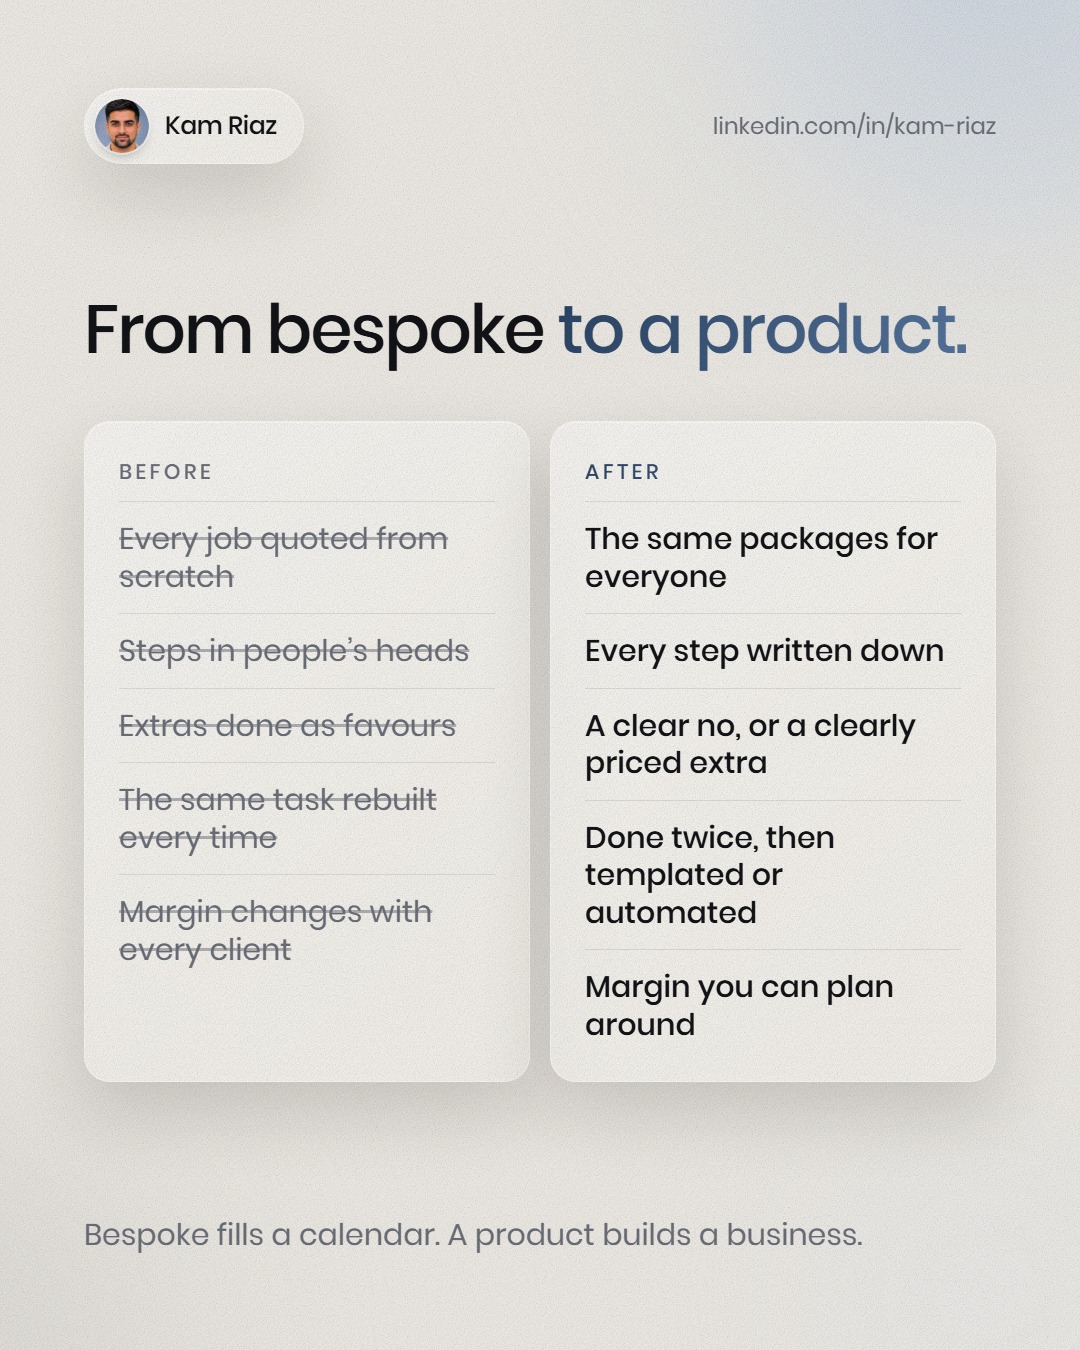 Kam Riaz
linkedin.com/in/kam-riaz
From bespoke to a product.
BEFORE
Every job quoted from
scratch
Steps in people’s heads
Extras done as favours
The same task rebuilt
every time
Margin changes with
every client
AFTER
The same packages for
everyone
Every step written down
A clear no, or a clearly
priced extra
Done twice, then
templated or
automated
Margin you can plan
around
Bespoke fills a calendar. A product builds a business.